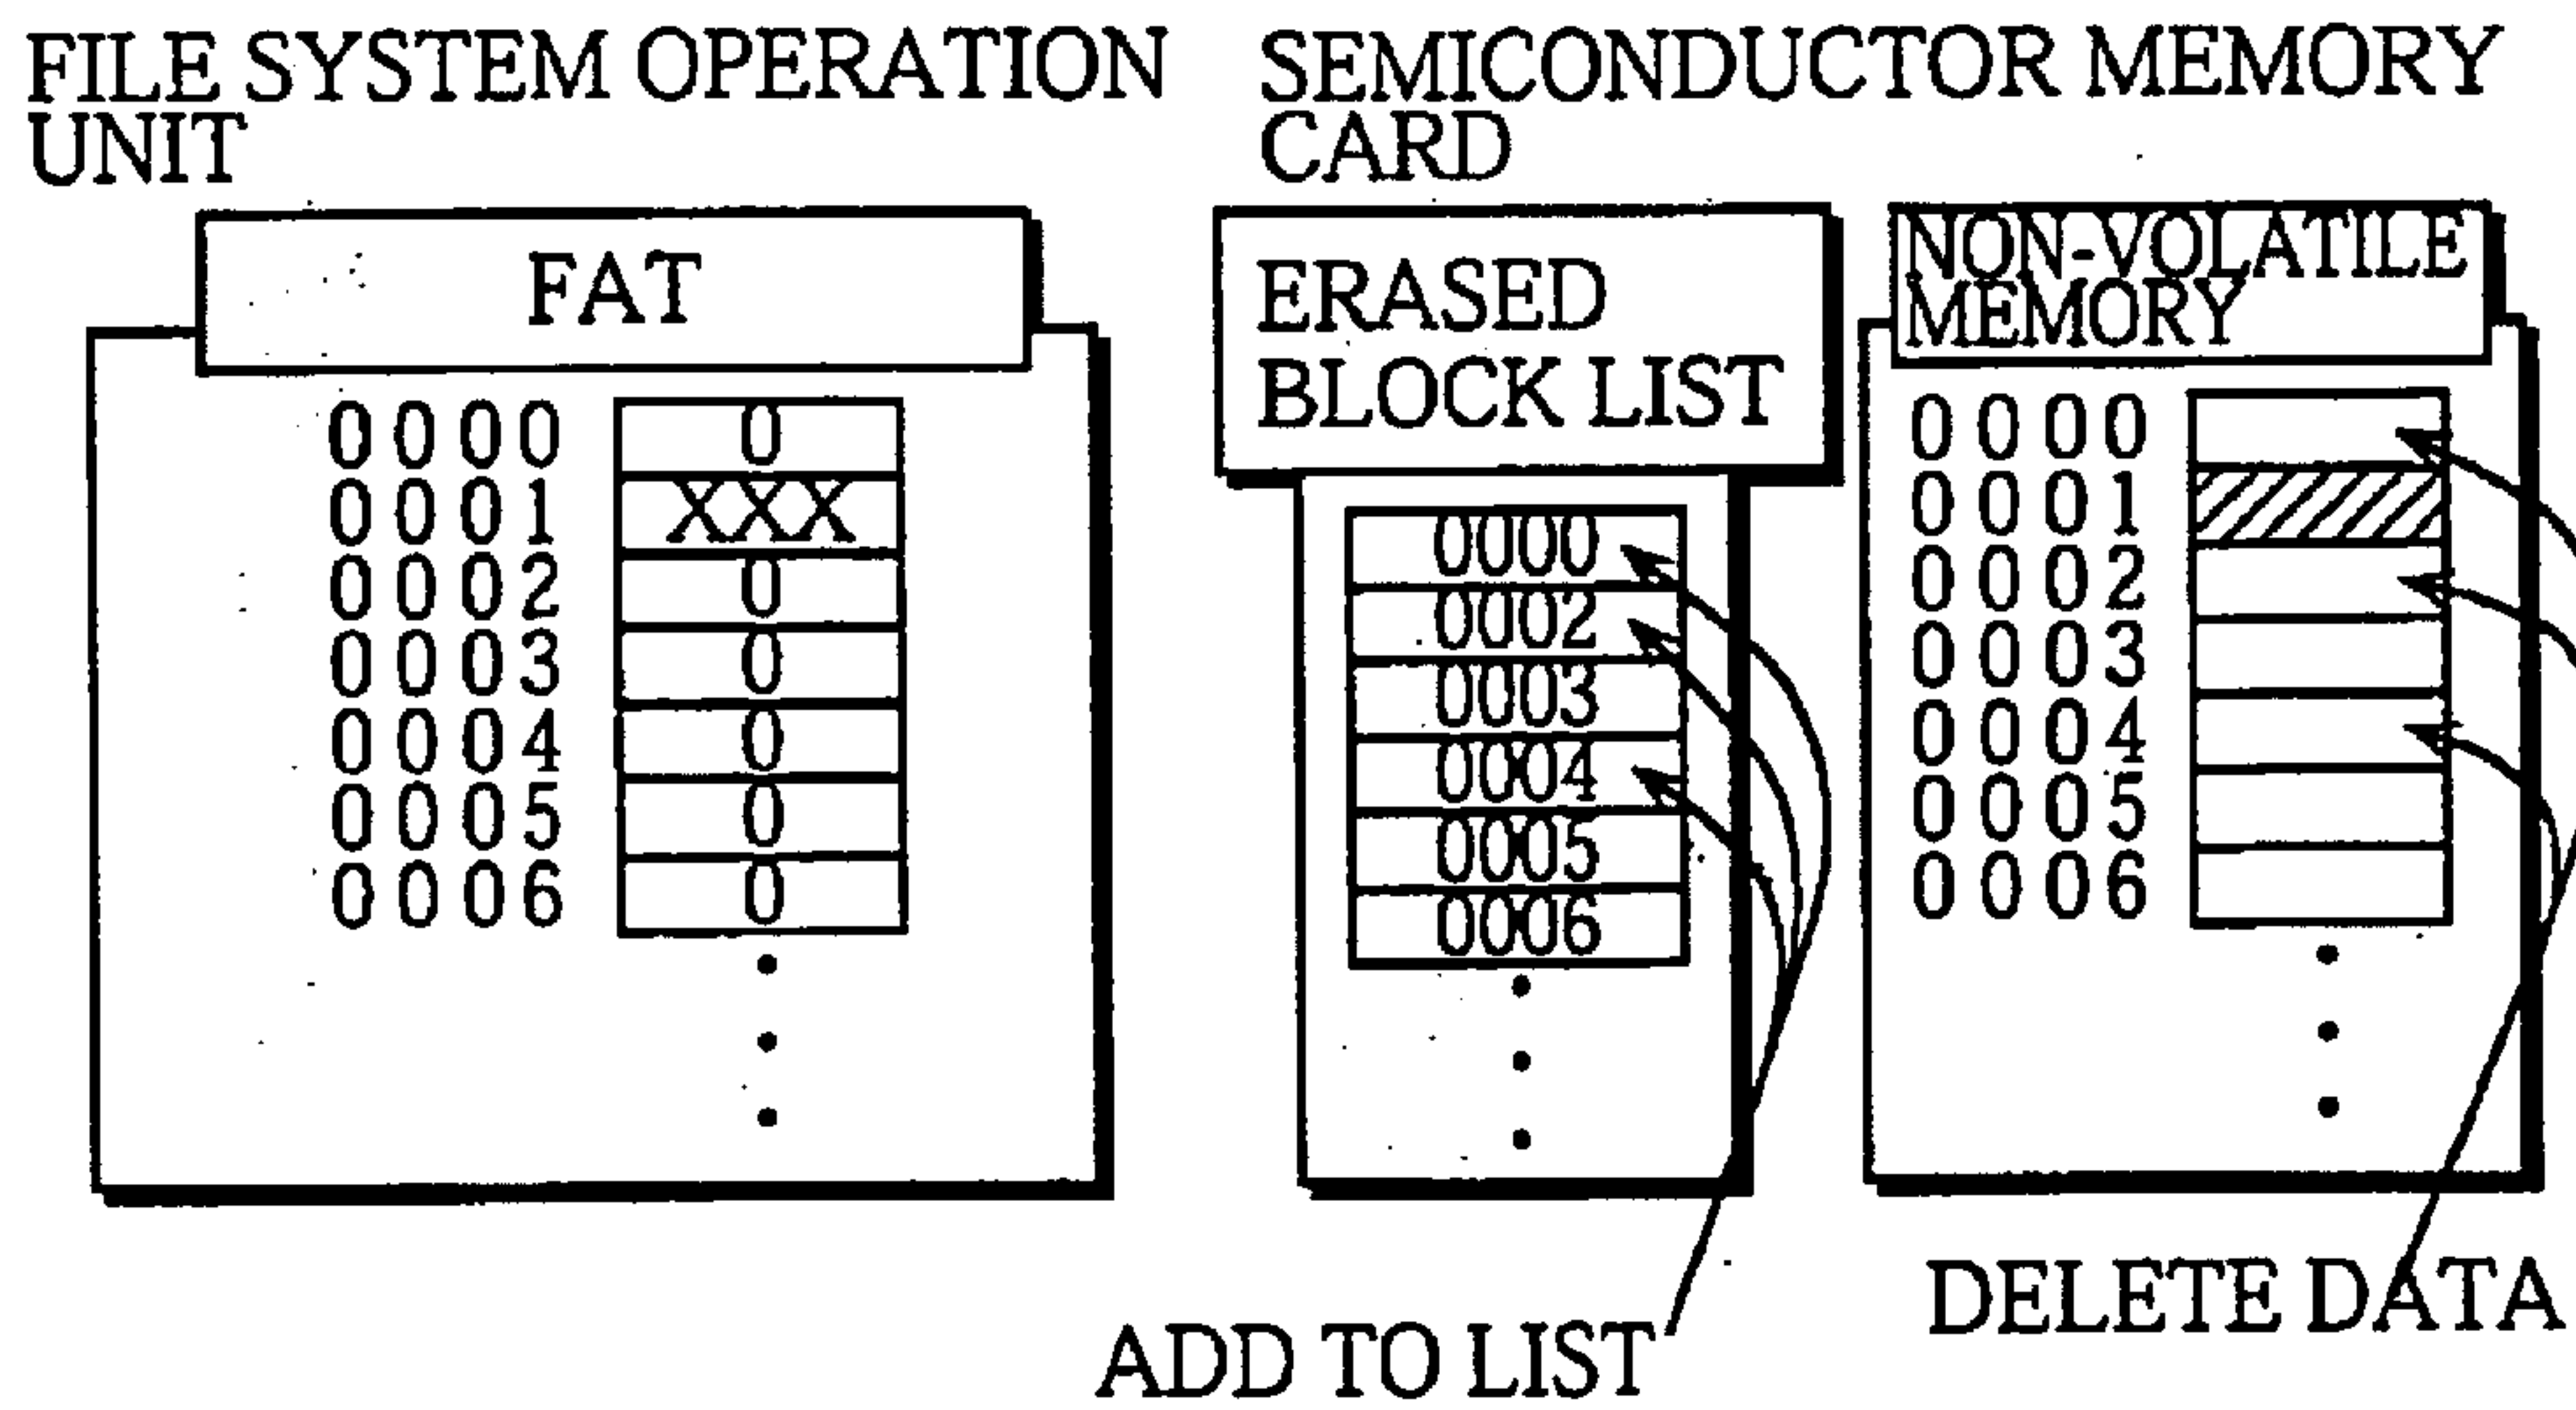 FILE SYSTEM OPERATION
UNIT
FAT
0000 0
0001 XXX
0002 0
0003 0
0004 0
0005 0
0006 0
SEMICONDUCTOR MEMORY
CARD
ERASED
BLOCK LIST
0000
0002
0003
0004
0005
0006
ADD TO LIST
NON-VOLATILE
MEMORY
0000
0001
0002
0003
0004
0005
0006
DELETE DATA